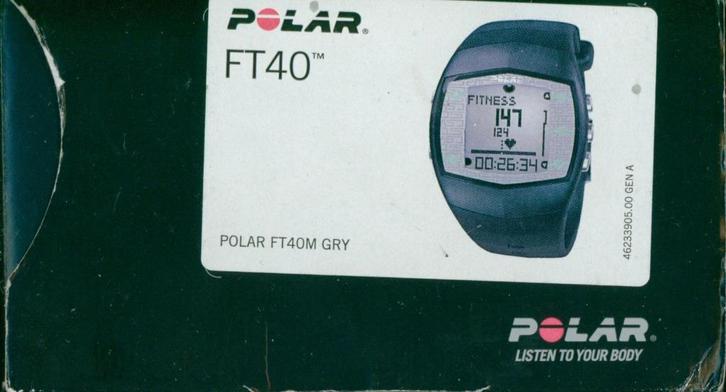 POLAR®
FT40™
POLAR
FITNESS
147
124
00:26:34
POLAR FT40M GRY
46233905.00 GEN A
POLAR®
LISTEN TO YOUR BODY